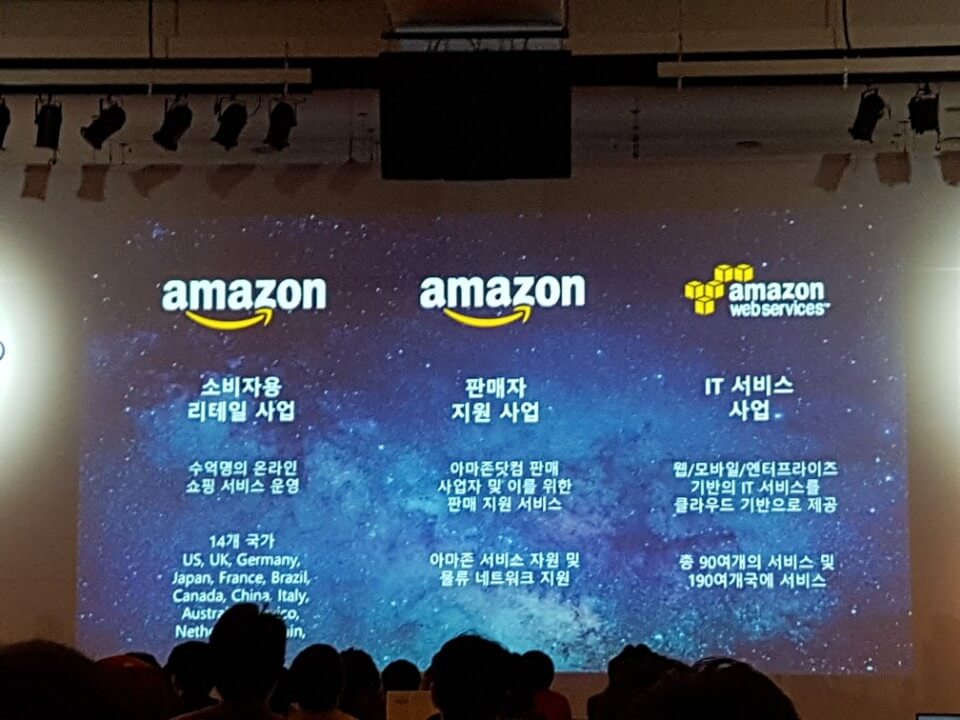 amazon
소비자용
리테일 사업
수억명의 온라인
쇼핑 서비스 운영
14개 국가
US, UK, Germany,
Japan, France, Brazil,
Canada, China, Italy,
amazon
판매자
지원 사업
아마존닷컴 판매
사업자 및 이를 위한
판매 지원 서비스
아마존 서비스 자원 및
물류 네트워크 지원
amazon
web services™
IT 서비스
사업
웹/모바일/엔터프라이즈
기반의 IT 서비스를
클라우드 기반으로 제공
총 90여개의 서비스 및
190여개국에 서비스